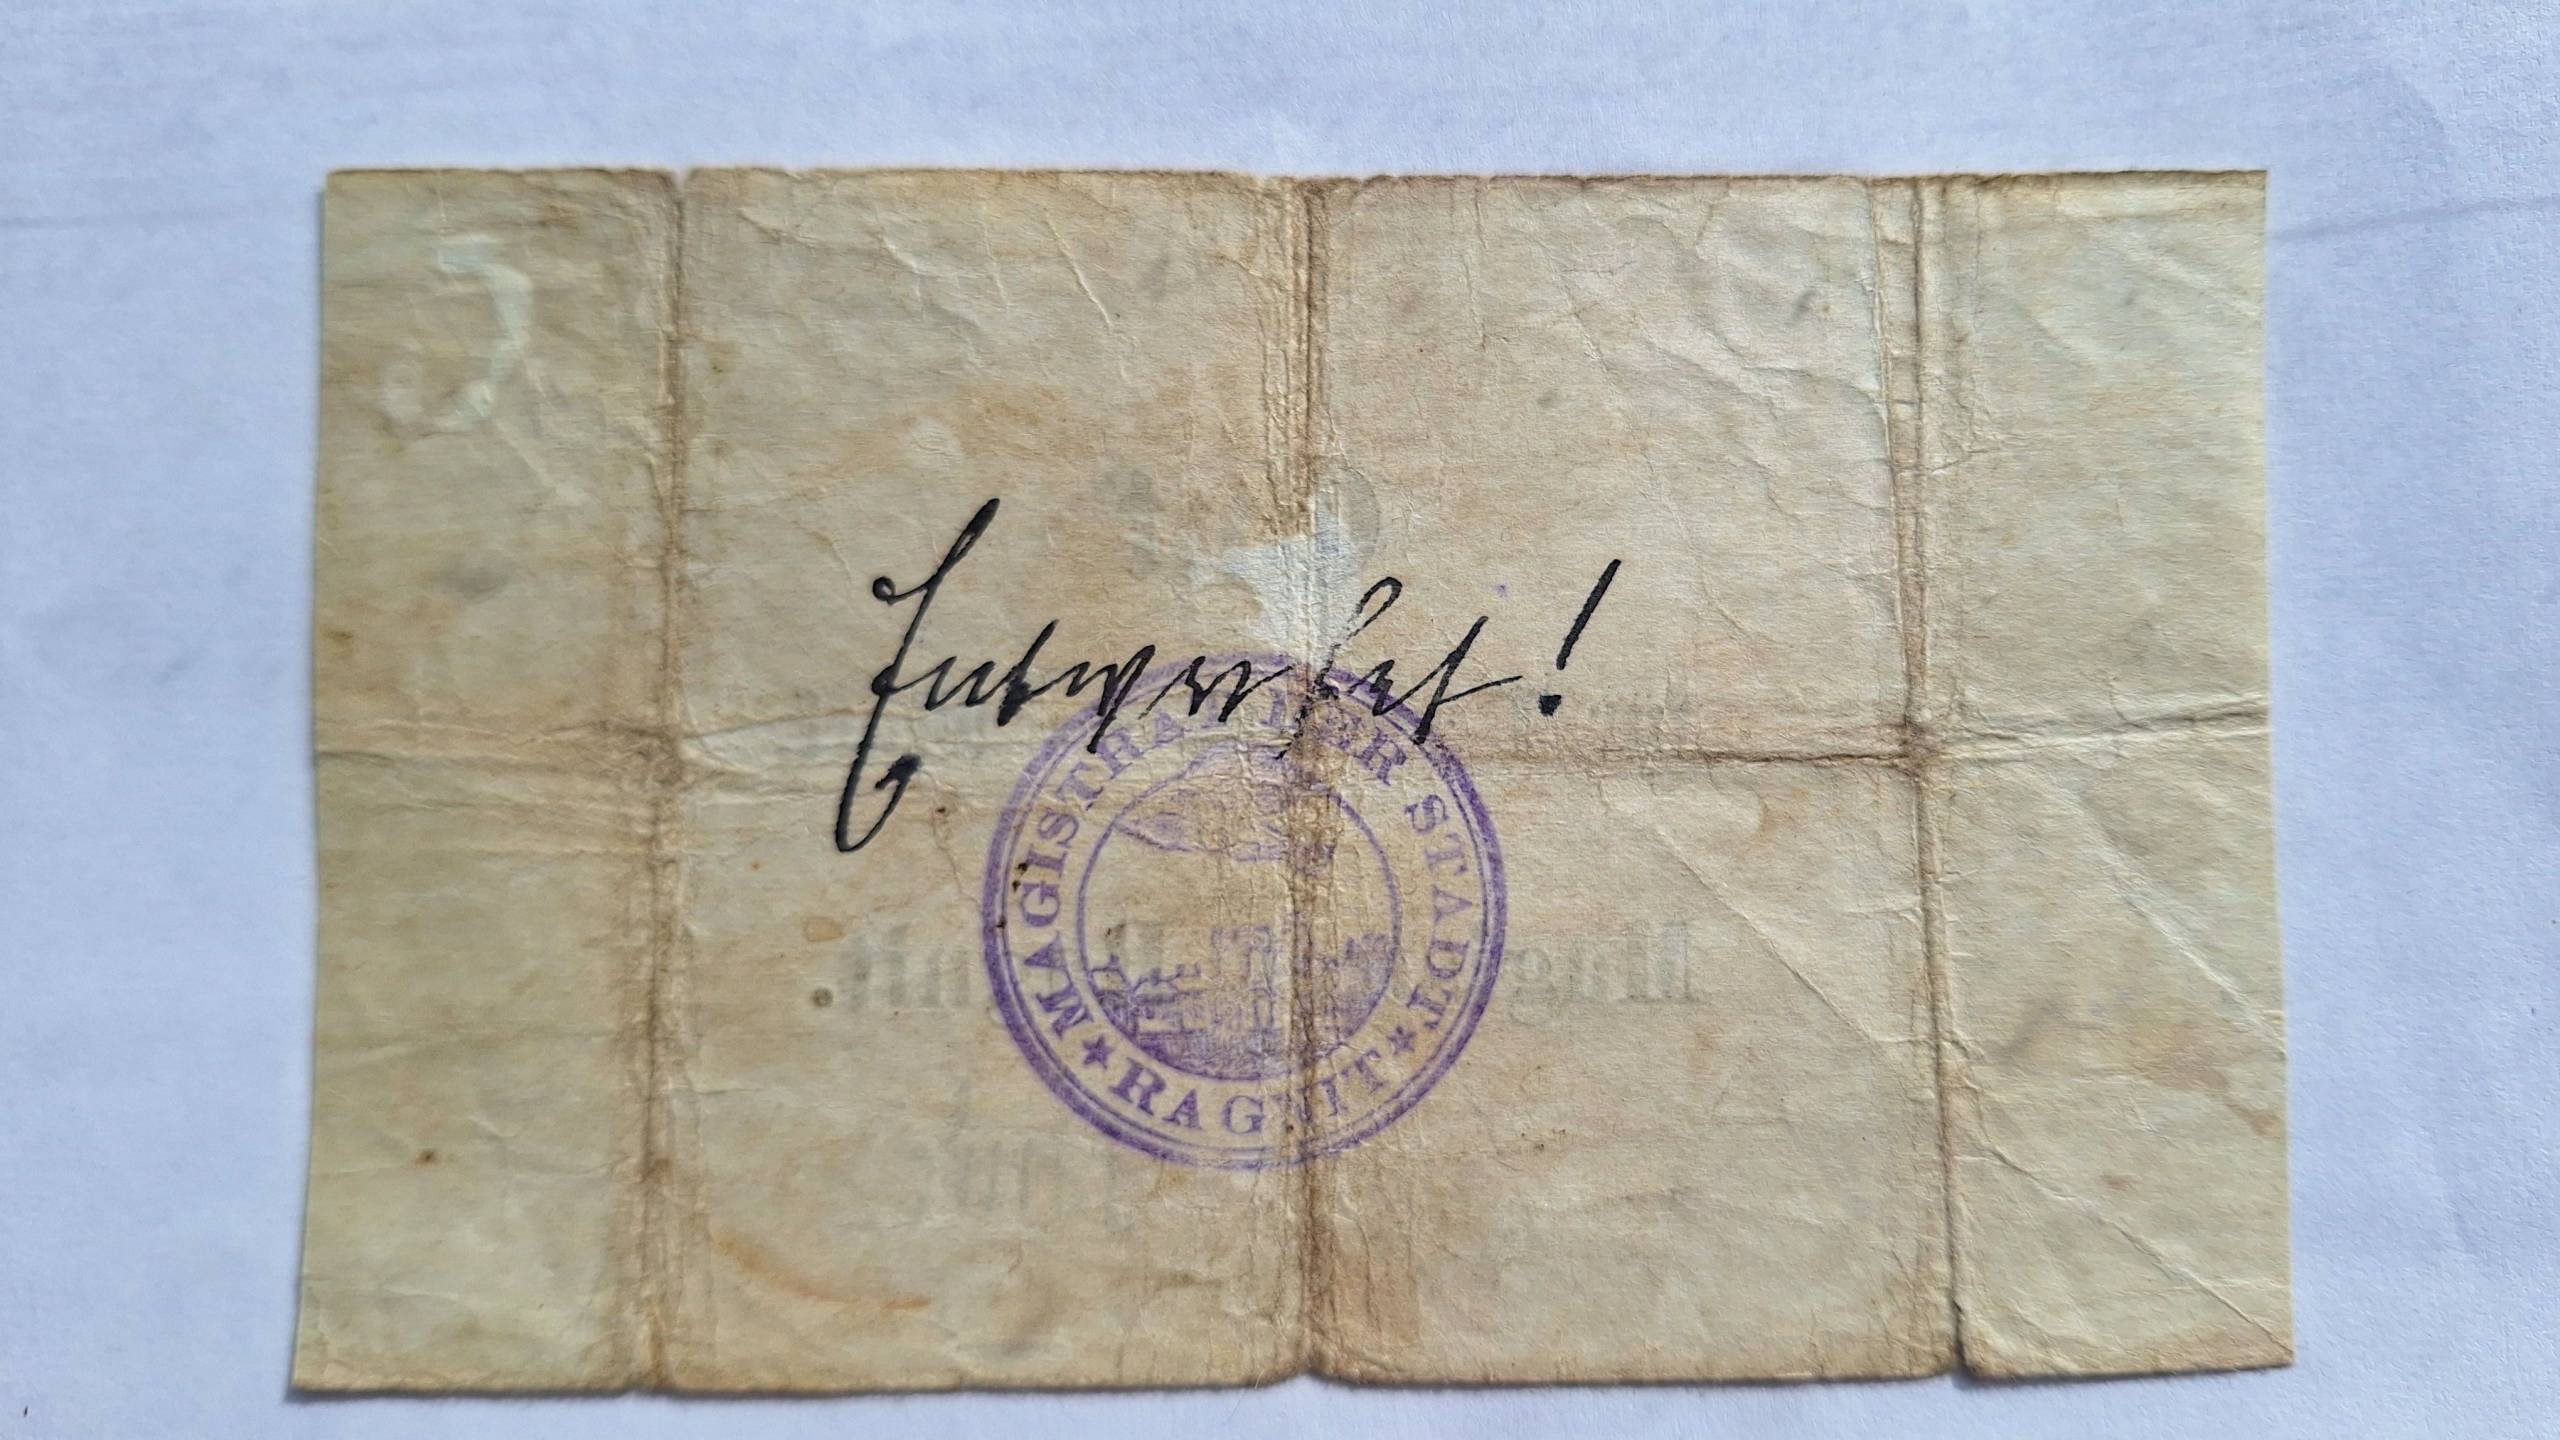 Entwertet!
MAGISTRAT DER STADT
★ RAGNIT ★